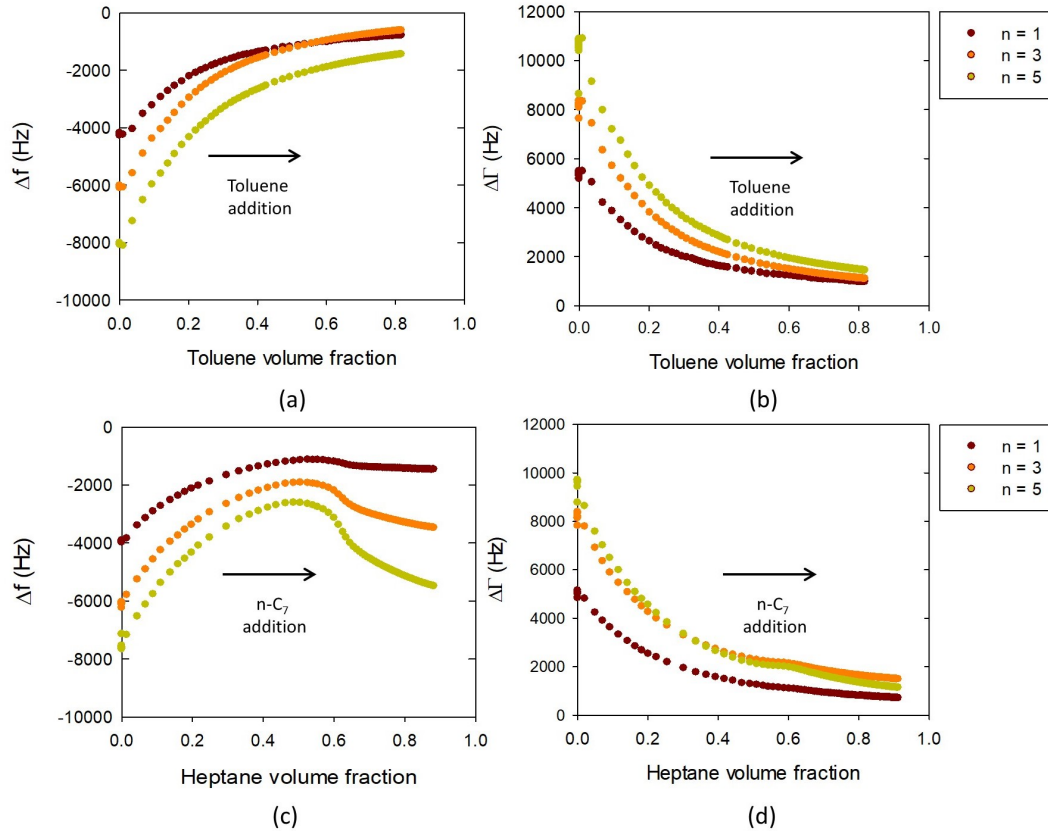 12000
n = 1
n = 3
n = 5
0
-2000
-4000
-6000
-8000
-10000
Δf (Hz)
Toluene
addition
0.0 0.2 0.4 0.6 0.8 1.0
Toluene volume fraction
(a)
10000
8000
6000
4000
2000
0
ΔΓ (Hz)
Toluene
addition
0.0 0.2 0.4 0.6 0.8 1.0
Toluene volume fraction
(b)
0
-2000
-4000
-6000
-8000
-10000
Δf (Hz)
n-C₇
addition
0.0 0.2 0.4 0.6 0.8 1.0
Heptane volume fraction
(c)
12000
10000
8000
6000
4000
2000
0
ΔΓ (Hz)
n-C₇
addition
0.0 0.2 0.4 0.6 0.8 1.0
Heptane volume fraction
(d)
n = 1
n = 3
n = 5